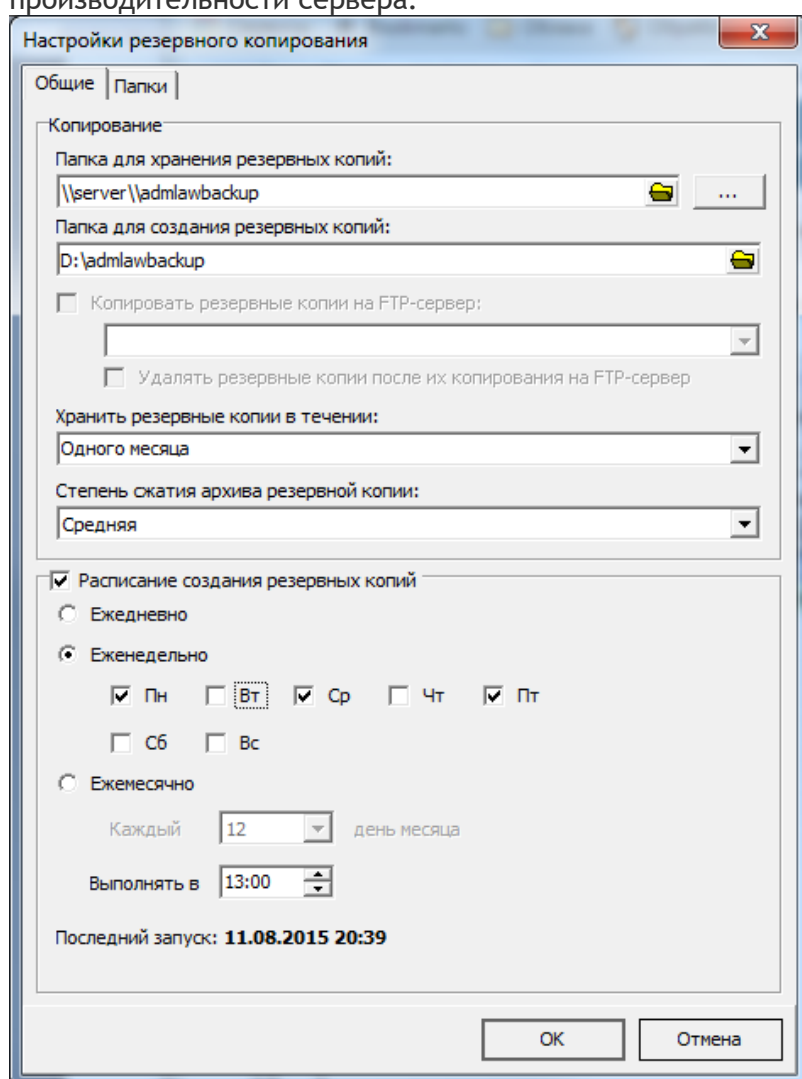 производительности сервера.
Настройки резервного копирования
Общие Папки
Копирование
Папка для хранения резервных копий:
\\server\\admlawbackup ...
Папка для создания резервных копий:
D:\admlawbackup
Копировать резервные копии на FTP-сервер:
Удалять резервные копии после их копирования на FTP-сервер
Хранить резервные копии в течении:
Одного месяца
Степень сжатия архива резервной копии:
Средняя
Расписание создания резервных копий
Ежедневно
Еженедельно
Пн Вт Ср Чт Пт
Сб Вс
Ежемесячно
Каждый 12 день месяца
Выполнять в 13:00
Последний запуск: 11.08.2015 20:39
OK Отмена